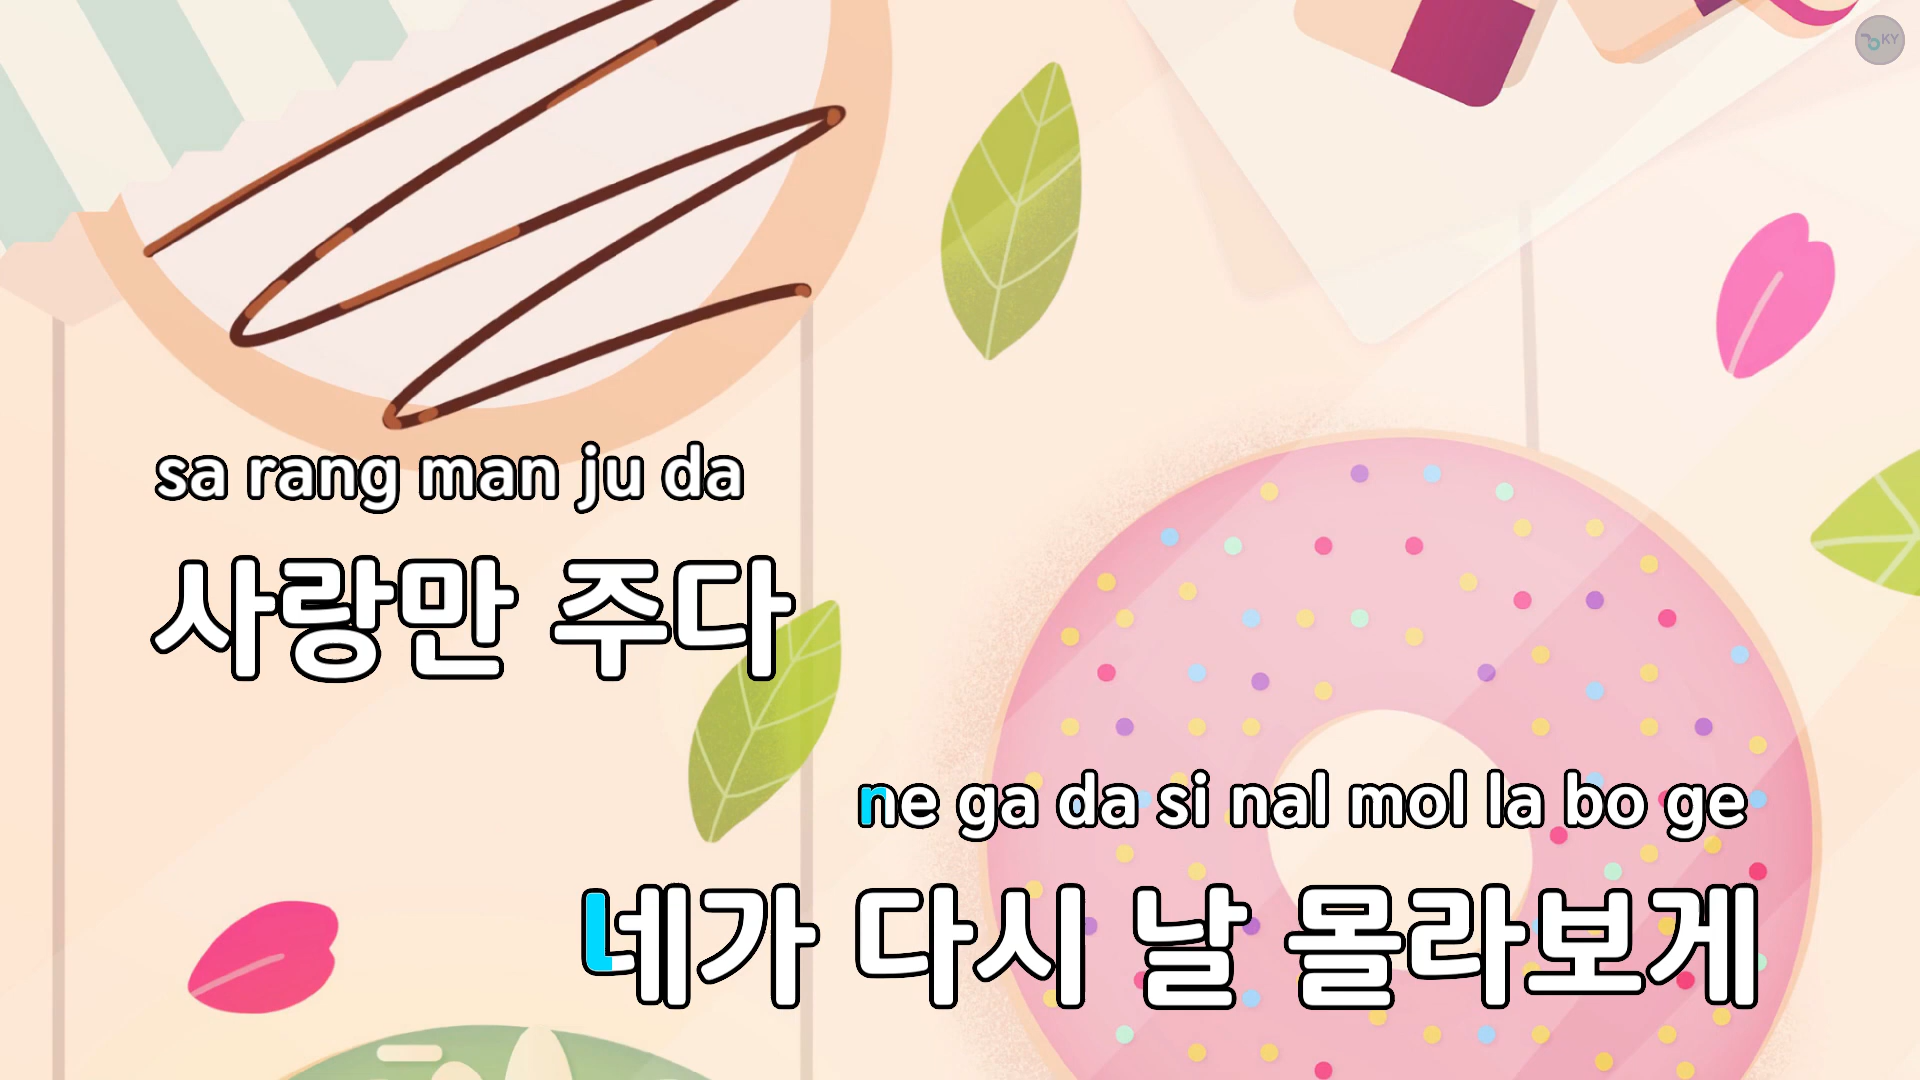 KY
sa rang man ju da
사랑만 주다
ne ga da si nal mol la bo ge
네가 다시 날 몰라보게